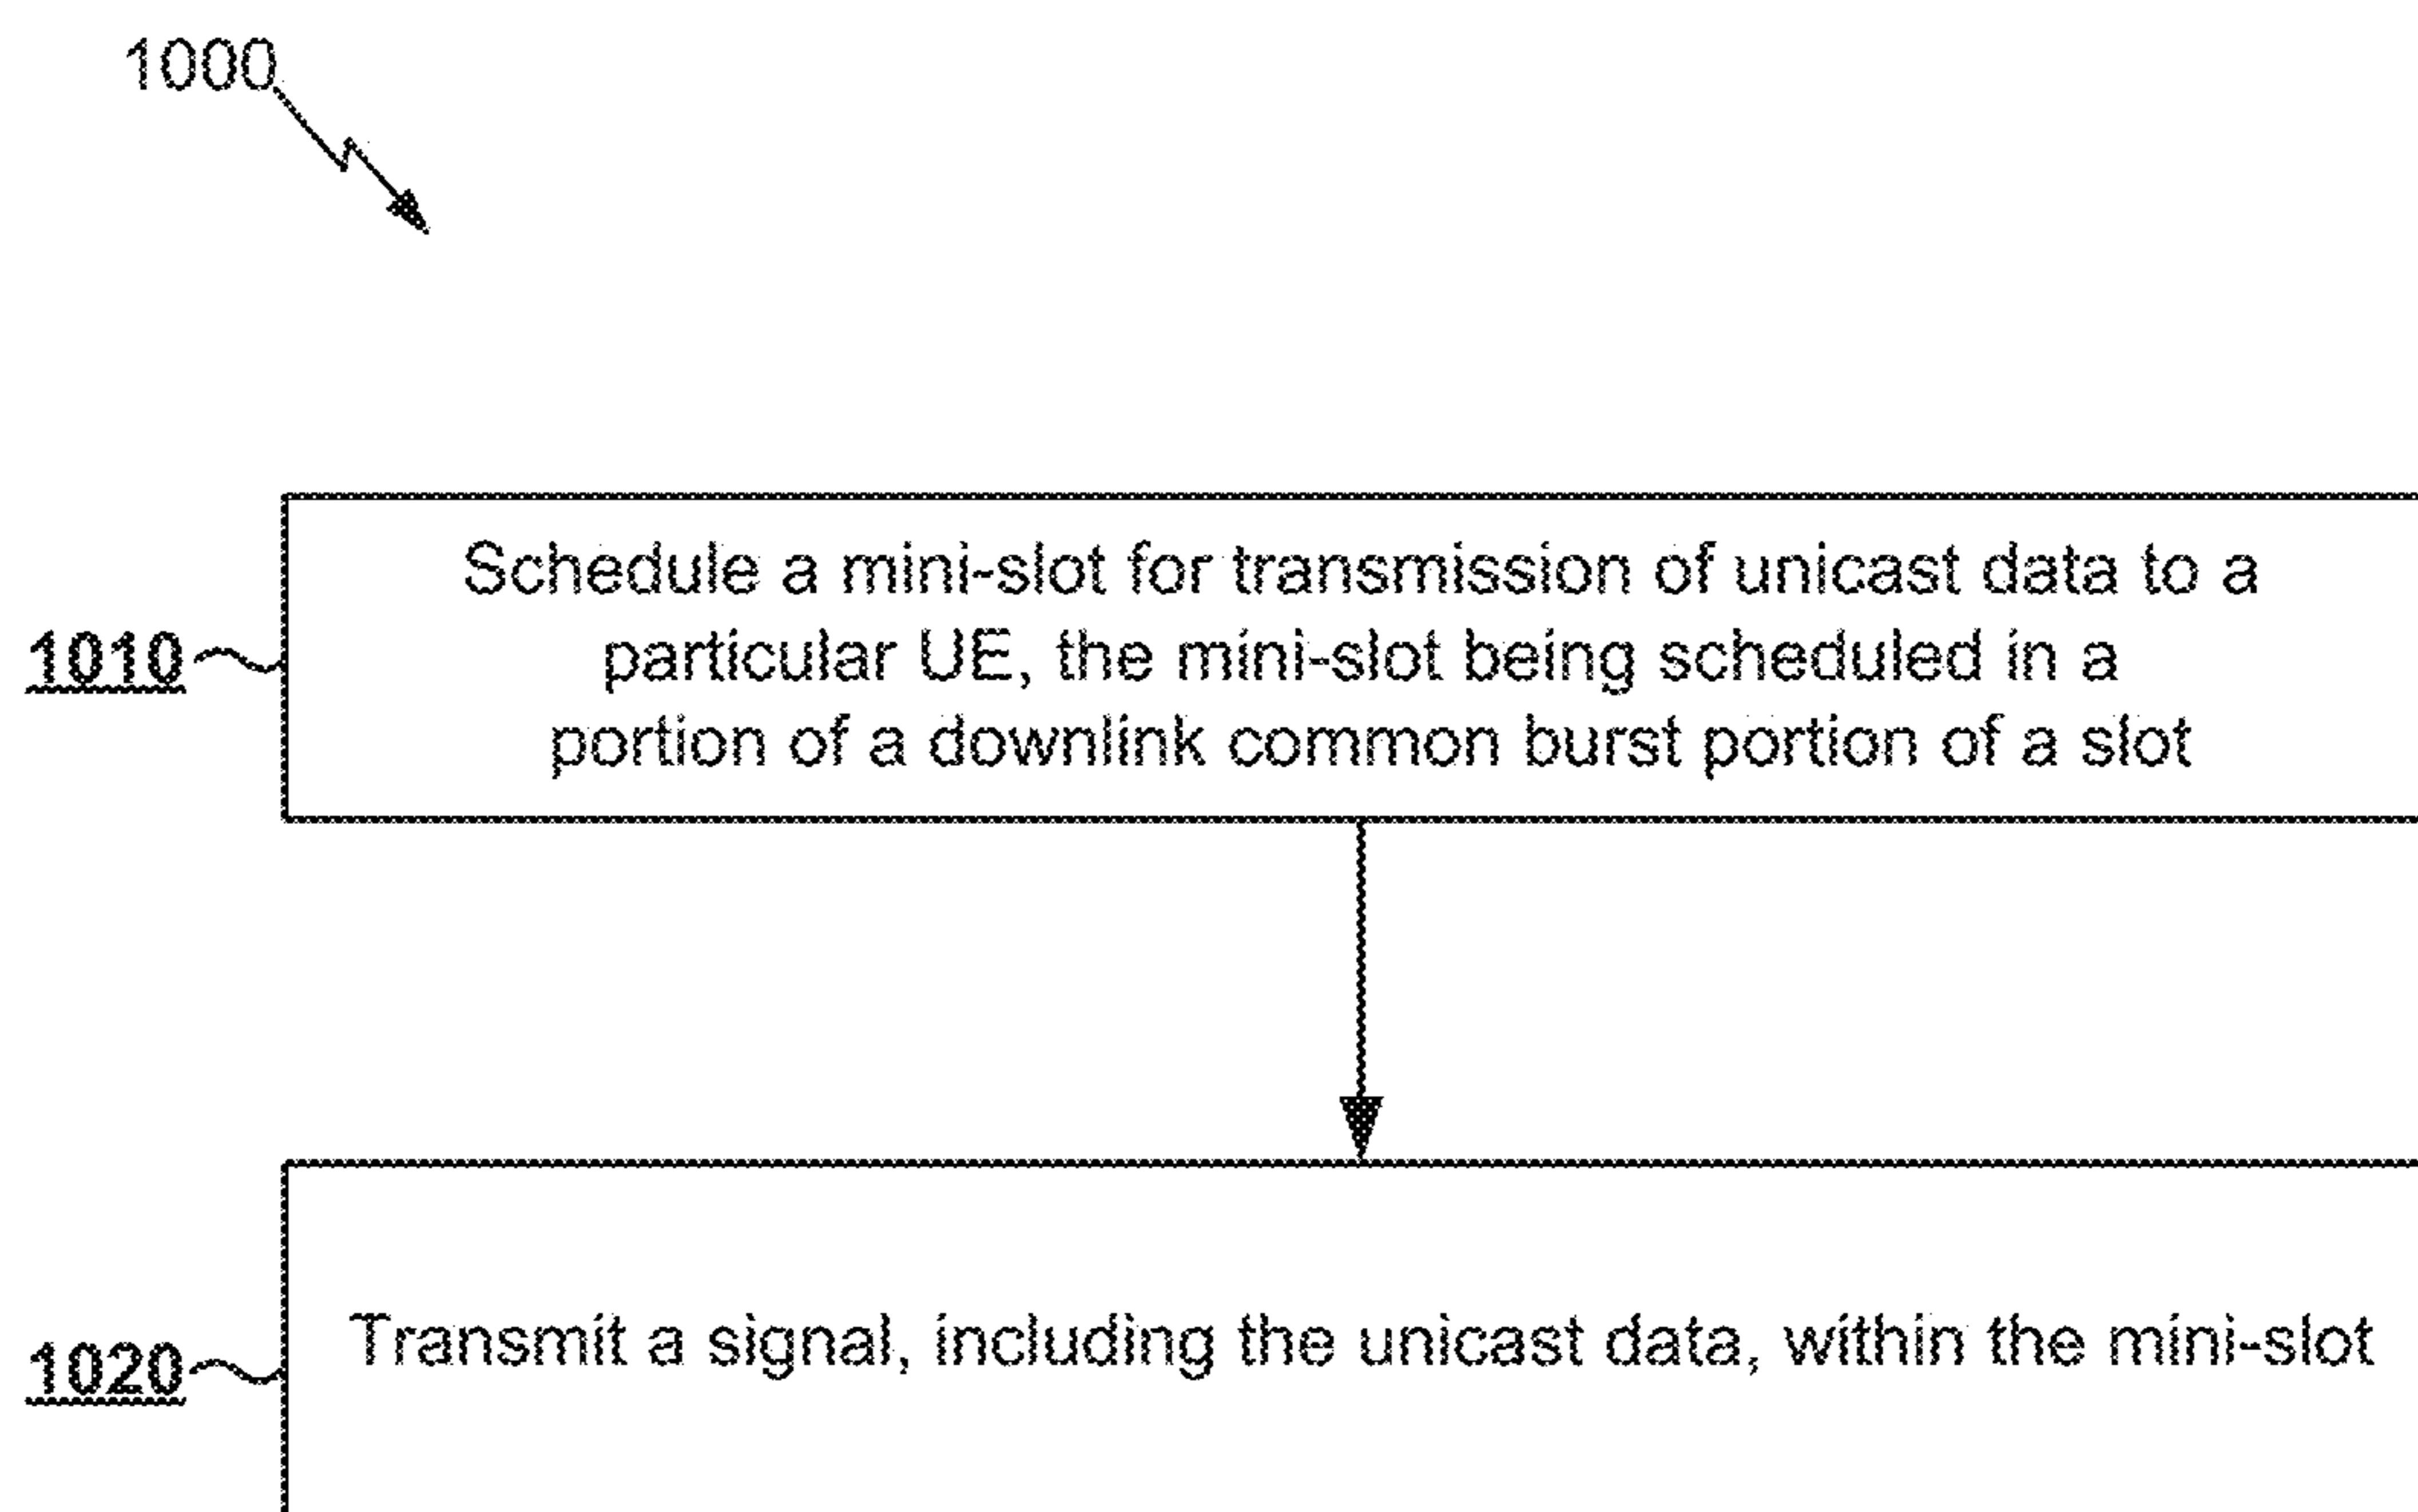 1000
Schedule a mini-slot for transmission of unicast data to a
1010 particular UE, the mini-slot being scheduled in a
portion of a downlink common burst portion of a slot
1020 Transmit a signal, including the unicast data, within the mini-slot